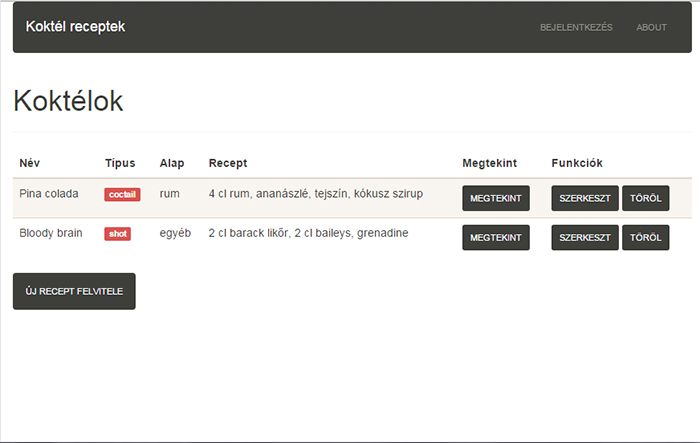 Koktél receptek BEJELENTKEZÉS ABOUT
Koktélok
Név Típus Alap Recept Megtekint Funkciók
Pina colada coctail rum 4 cl rum, ananászlé, tejszín, kókusz szirup MEGTEKINT SZERKESZT TÖRÖL
Bloody brain shot egyéb 2 cl barack likőr, 2 cl baileys, grenadine MEGTEKINT SZERKESZT TÖRÖL
ÚJ RECEPT FELVITELE